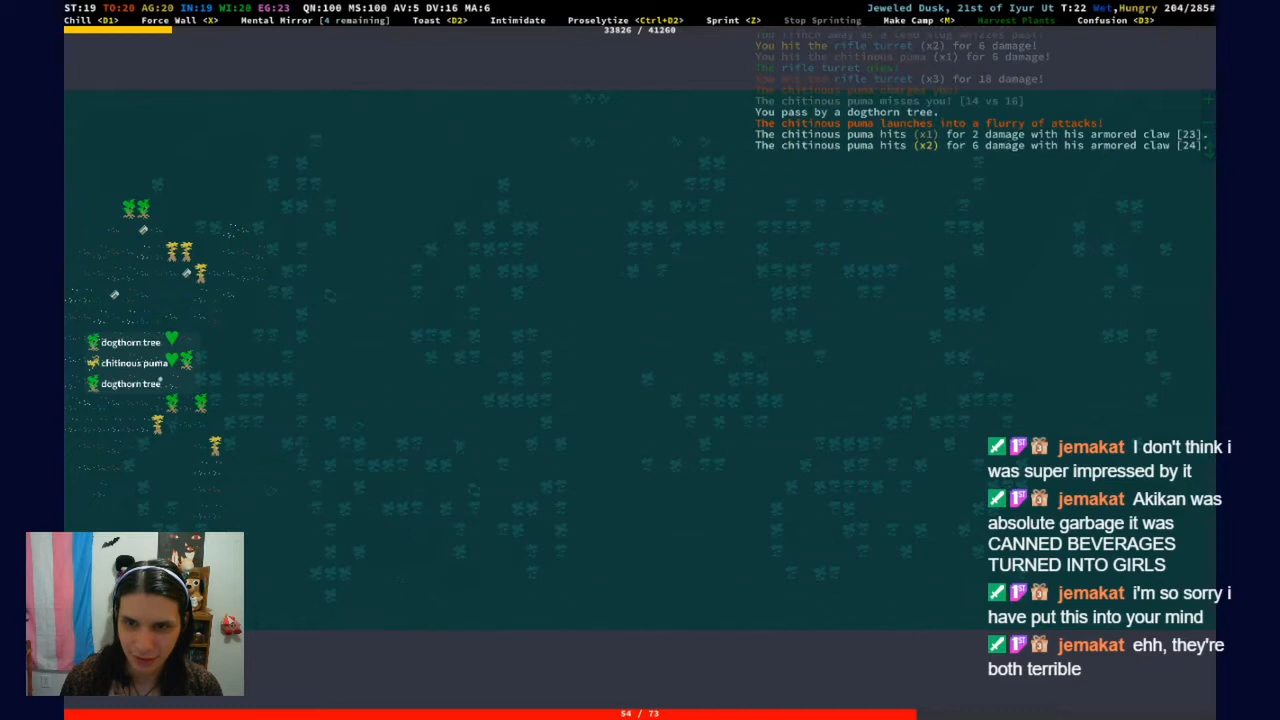 ST:19 TO:20 AG:20 IN:19 WI:20 EG:23 QN:100 MS:100 AV:5 DV:16 MA:6
Jeweled Dusk, 21st of Iyur Ut T:22 Wet,Hungry 204/285#
Chill <D1> Force Wall <X> Mental Mirror [4 remaining] Toast <D2> Intimidate Proselytize <Ctrl+D2> Sprint <Z> Stop Sprinting Make Camp <M> Harvest Plants Confusion <D3>
33826 / 41260
You hit the rifle turret (x2) for 6 damage!
You hit the chitinous puma (x1) for 6 damage!
The rifle turret
rifle turret (x3) for 18 damage!
The chitinous puma charges you!
The chitinous puma misses you! [14 vs 16]
You pass by a dogthorn tree.
The chitinous puma launches into a flurry of attacks!
The chitinous puma hits (x1) for 2 damage with his armored claw [23].
The chitinous puma hits (x2) for 6 damage with his armored claw [24].
dogthorn tree
chitinous puma
dogthorn tree
jemakat I don't think i
was super impressed by it
jemakat Akikan was
absolute garbage it was
CANNED BEVERAGES
TURNED INTO GIRLS
jemakat i'm so sorry i
have put this into your mind
jemakat ehh, they're
both terrible
54 / 73